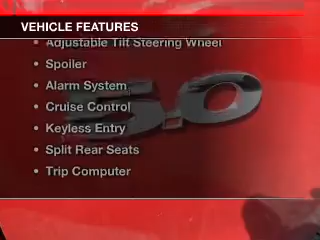 VEHICLE FEATURES
• Adjustable Tilt Steering Wheel
• Spoiler
• Alarm System
• Cruise Control
• Keyless Entry
• Split Rear Seats
• Trip Computer
5.0